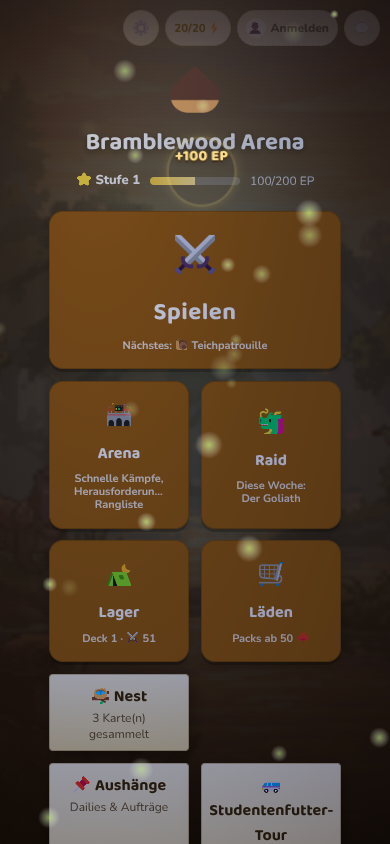 20/20
Anmelden
Bramblewood Arena
+100 EP
Stufe 1
100/200 EP
Spielen
Nächstes: Teichpatrouille
Arena
Schnelle Kämpfe,
Herausforderun...
Rangliste
Raid
Diese Woche:
Der Goliath
Lager
Deck 1 · 51
Läden
Packs ab 50
Nest
3 Karte(n)
gesammelt
Aushänge
Dailies & Aufträge
Studentenfutter-
Tour